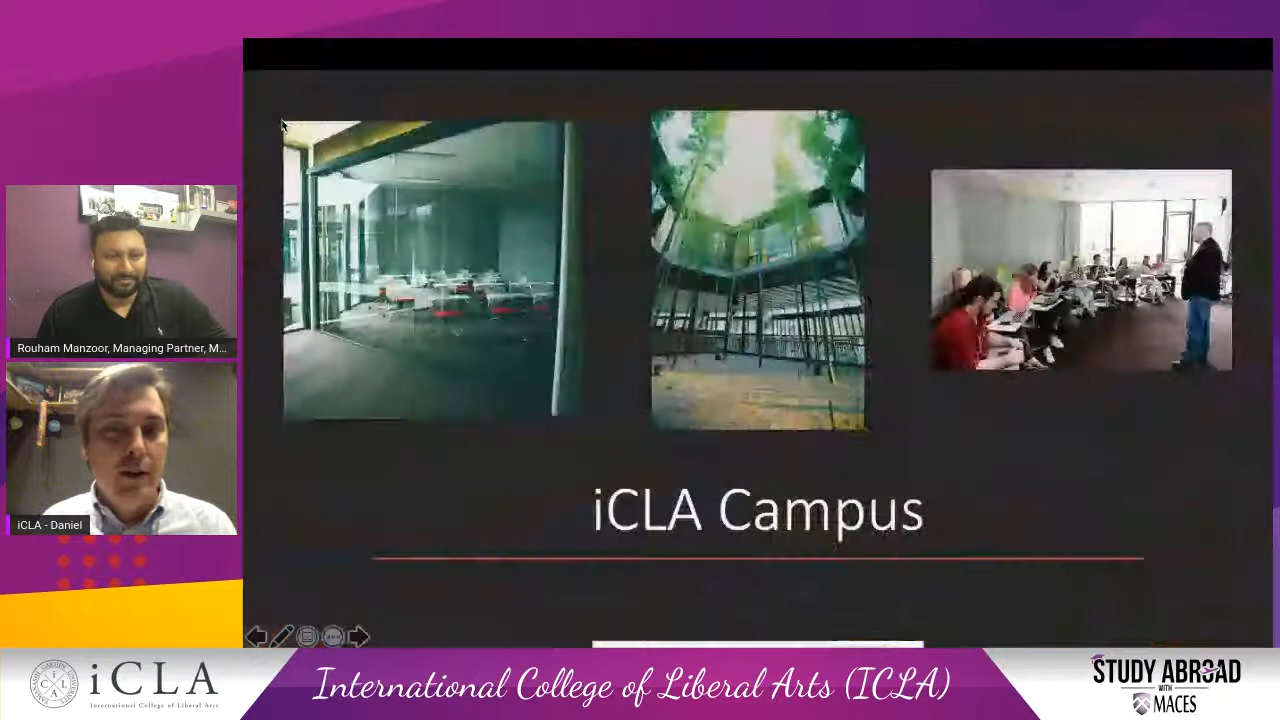 Rouham Manzoor, Managing Partner, M...
iCLA - Daniel
iCLA Campus
iCLA
International College of Liberal Arts
International College of Liberal Arts (ICLA)
STUDY ABROAD
WITH
MACES